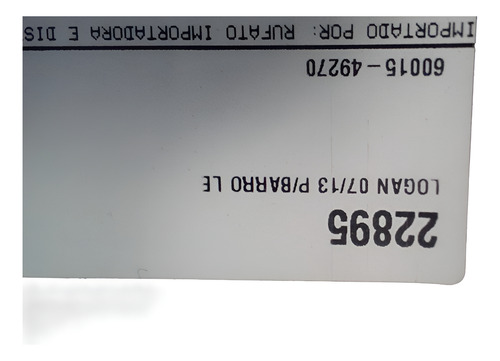 22895
LOGAN 07/13 P/BARRO LE
60015-49270
IMPORTADO POR: RUFATO IMPORTADORA E DIS